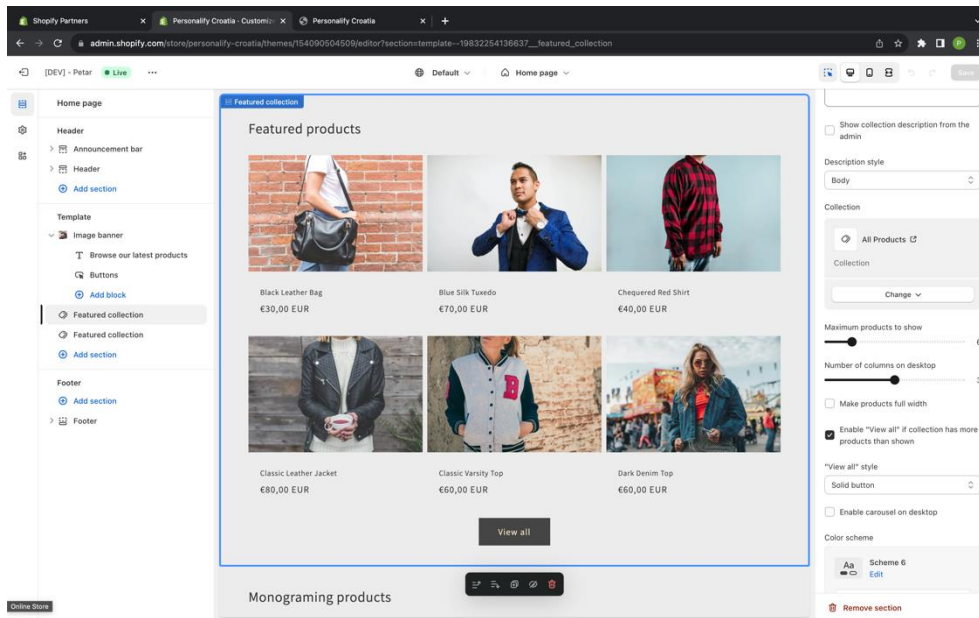 Shopify Partners
Personalify Croatia - Customize
Personalify Croatia
admin.shopify.com/store/personalify-croatia/themes/154090504509/editor?section=template--19832254136637__featured_collection
[DEV] - Petar
Live
Default
Home page
Save
Home page
Header
Announcement bar
Header
Add section
Template
Image banner
Browse our latest products
Buttons
Add block
Featured collection
Featured collection
Add section
Footer
Add section
Footer
Online Store
Featured collection
Featured products
Black Leather Bag
€30,00 EUR
Blue Silk Tuxedo
€70,00 EUR
Chequered Red Shirt
€40,00 EUR
Classic Leather Jacket
€80,00 EUR
Classic Varsity Top
€60,00 EUR
Dark Denim Top
€60,00 EUR
View all
Monograming products
Show collection description from the
admin
Description style
Body
Collection
All Products
Collection
Change
Maximum products to show
Number of columns on desktop
Make products full width
Enable "View all" if collection has more
products than shown
"View all" style
Solid button
Enable carousel on desktop
Color scheme
Aa
Scheme 6
Edit
Remove section